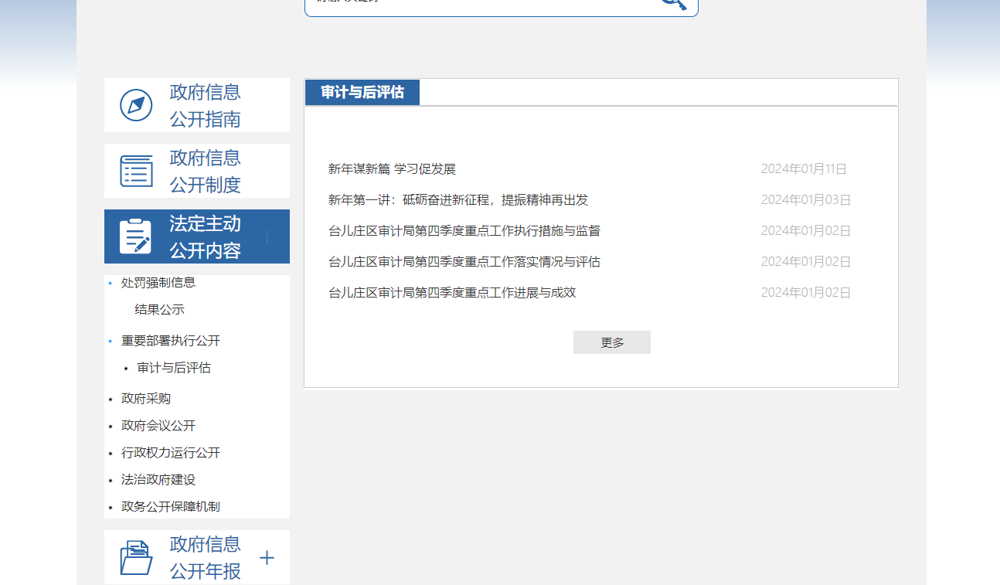 政府信息
公开指南
政府信息
公开制度
法定主动
公开内容
处罚强制信息
结果公示
重要部署执行公开
审计与后评估
政府采购
政府会议公开
行政权力运行公开
法治政府建设
政务公开保障机制
政府信息
公开年报
审计与后评估
新年谋新篇 学习促发展 2024年01月11日
新年第一讲：砥砺奋进新征程，提振精神再出发 2024年01月03日
台儿庄区审计局第四季度重点工作执行措施与监督 2024年01月02日
台儿庄区审计局第四季度重点工作落实情况与评估 2024年01月02日
台儿庄区审计局第四季度重点工作进展与成效 2024年01月02日
更多